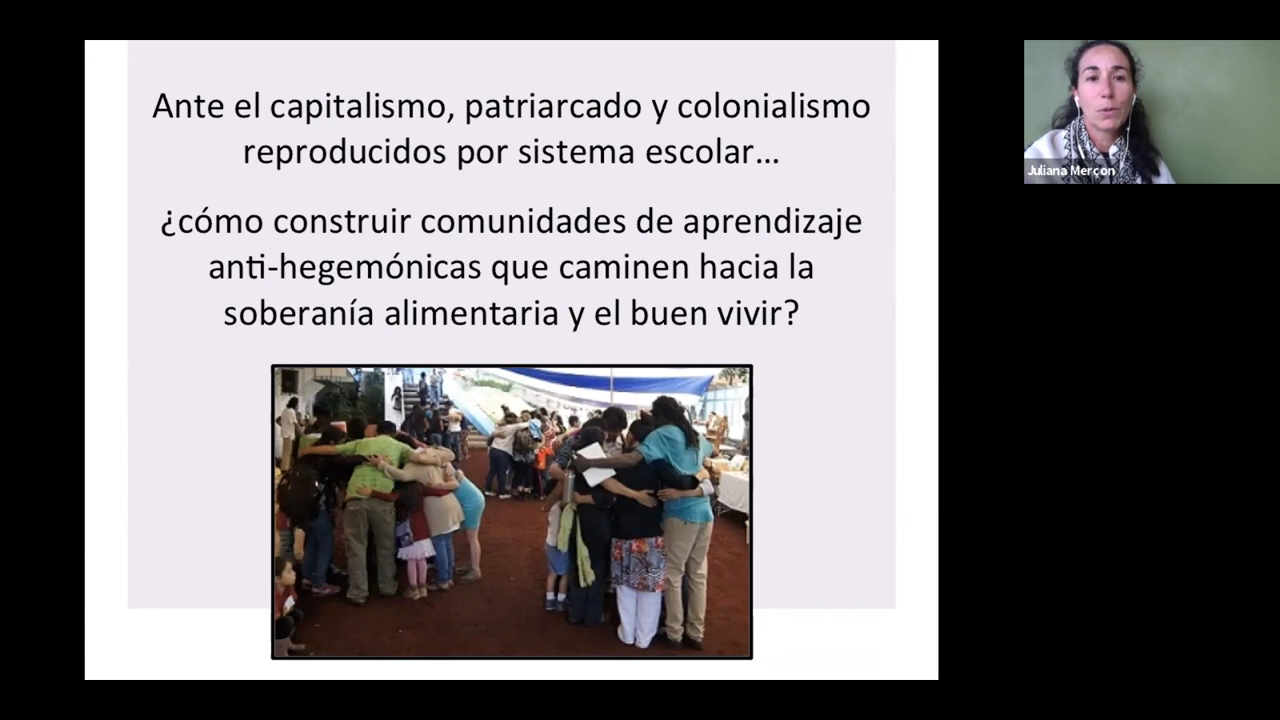 Ante el capitalismo, patriarcado y colonialismo
reproducidos por sistema escolar...
¿cómo construir comunidades de aprendizaje
anti-hegemónicas que caminen hacia la
soberanía alimentaria y el buen vivir?
Juliana Merçon